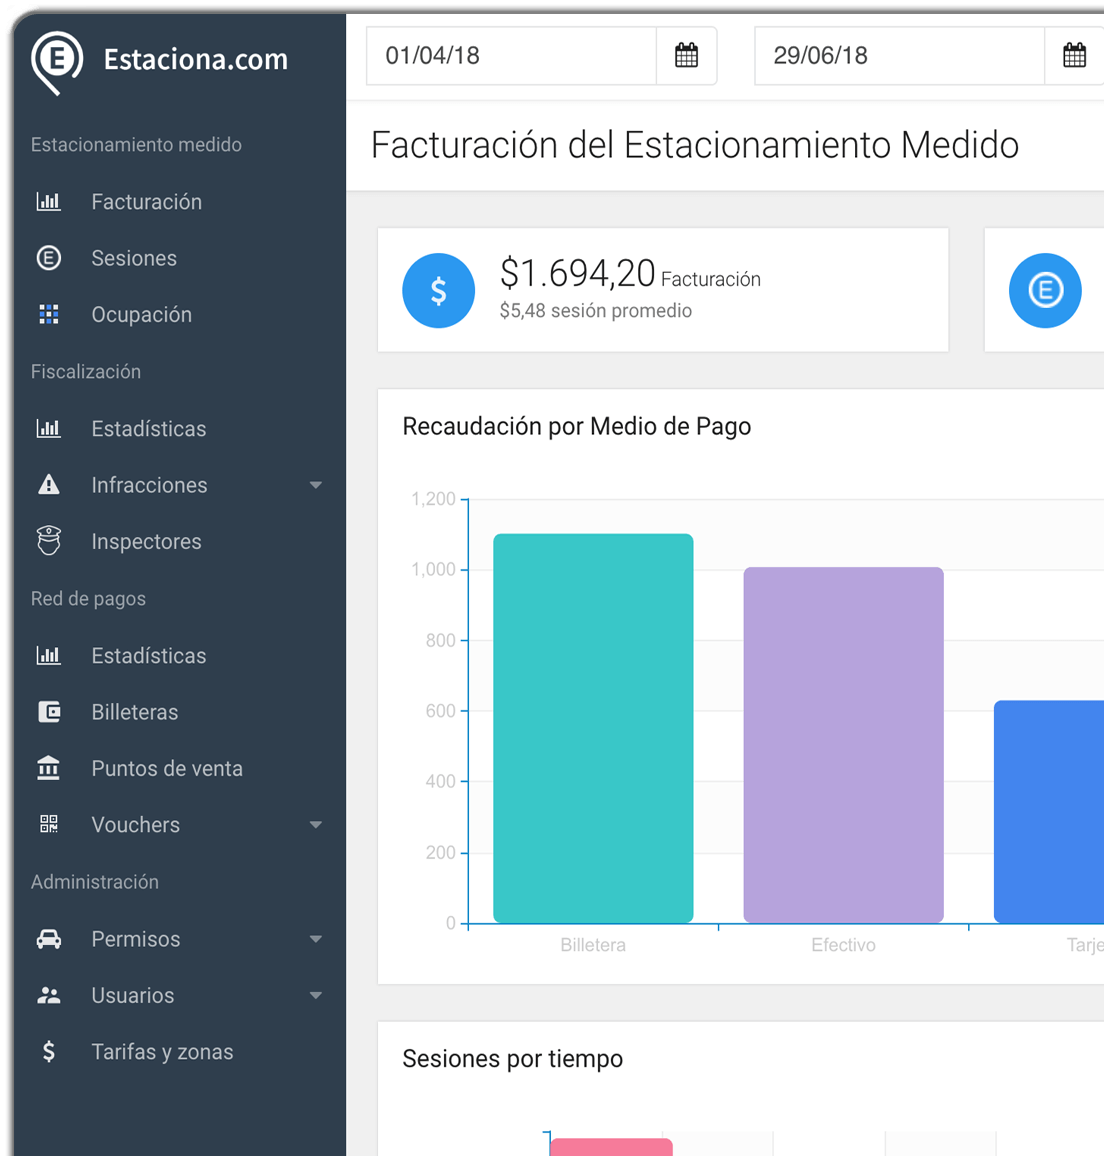 Estaciona.com
Estacionamiento medido
Facturación
Sesiones
Ocupación
Fiscalización
Estadísticas
Infracciones
Inspectores
Red de pagos
Estadísticas
Billeteras
Puntos de venta
Vouchers
Administración
Permisos
Usuarios
Tarifas y zonas
01/04/18
29/06/18
Facturación del Estacionamiento Medido
$1.694,20 Facturación
$5,48 sesión promedio
Recaudación por Medio de Pago
1,200
1,000
800
600
400
200
0
Billetera Efectivo Tarje
Sesiones por tiempo